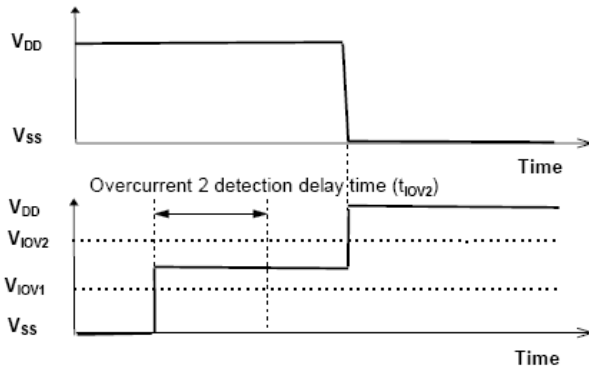 VDD
VSS
Time
Overcurrent 2 detection delay time (tIOV2)
VDD
VIOV2
VIOV1
VSS
Time